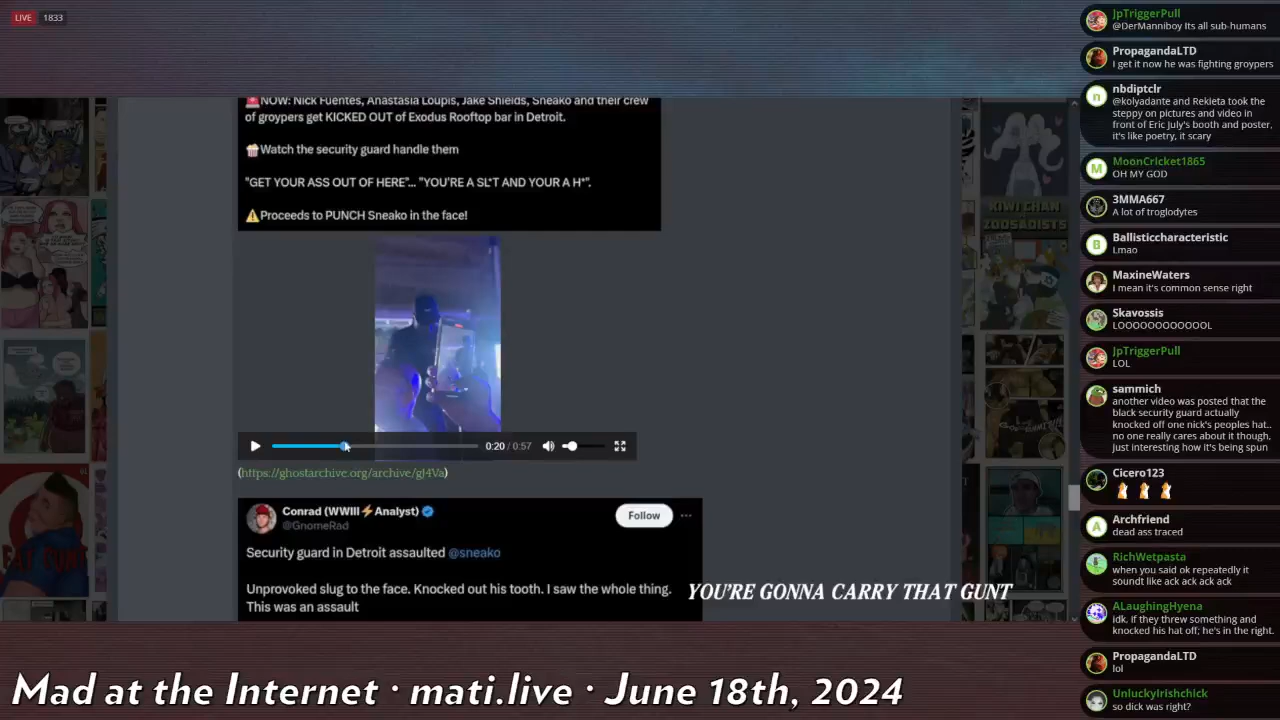 LIVE 1833
🚨NOW: Nick Fuentes, Anastasia Loupis, Jake Shields, Sneako and their crew
of groypers get KICKED OUT of Exodus Rooftop bar in Detroit.
🍿Watch the security guard handle them
"GET YOUR ASS OUT OF HERE"... "YOU'RE A SL*T AND YOUR A H*".
⚠️Proceeds to PUNCH Sneako in the face!
0:20 / 0:57
(https://ghostarchive.org/archive/gJ4Va)
Conrad (WWIII⚡Analyst)
@GnomeRad
Follow
Security guard in Detroit assaulted @sneako
Unprovoked slug to the face. Knocked out his tooth. I saw the whole thing.
This was an assault
YOU'RE GONNA CARRY THAT GUNT
KIWI CHAN
ZOOSADISTS
JpTriggerPull
@DerManniboy Its all sub-humans
PropagandaLTD
I get it now he was fighting groypers
nbdiptclr
@kolyadante and Rekieta took the
steppy on pictures and video in
front of Eric July's booth and poster,
it's like poetry, it scary
MoonCricket1865
OH MY GOD
3MMA667
A lot of troglodytes
Ballisticcharacteristic
Lmao
MaxineWaters
I mean it's common sense right
Skavossis
LOOOOOOOOOOOL
JpTriggerPull
LOL
sammich
another video was posted that the
black security guard actually
knocked off one nick's peoples hat..
no one really cares about it though,
just interesting how it's being spun
Cicero123
Archfriend
dead ass traced
RichWetpasta
when you said ok repeatedly it
soundt like ack ack ack ack
ALaughingHyena
idk. if they threw something and
knocked his hat off; he's in the right.
PropagandaLTD
lol
UnluckyIrishchick
so dick was right?
Mad at the Internet · mati.live · June 18th, 2024